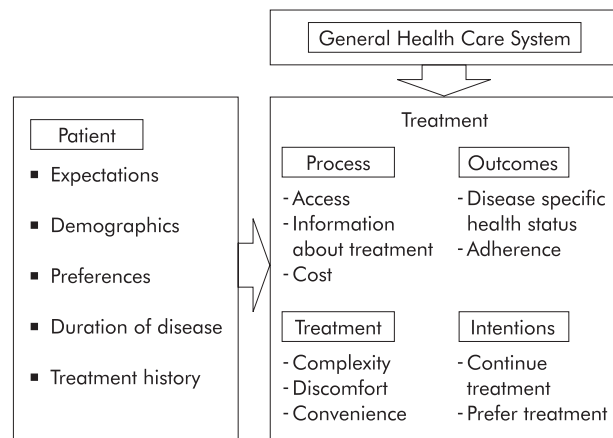 General Health Care System
Patient
■ Expectations
■ Demographics
■ Preferences
■ Duration of disease
■ Treatment history
Treatment
Process
- Access
- Information
about treatment
- Cost
Outcomes
- Disease specific
health status
- Adherence
Treatment
- Complexity
- Discomfort
- Convenience
Intentions
- Continue
treatment
- Prefer treatment